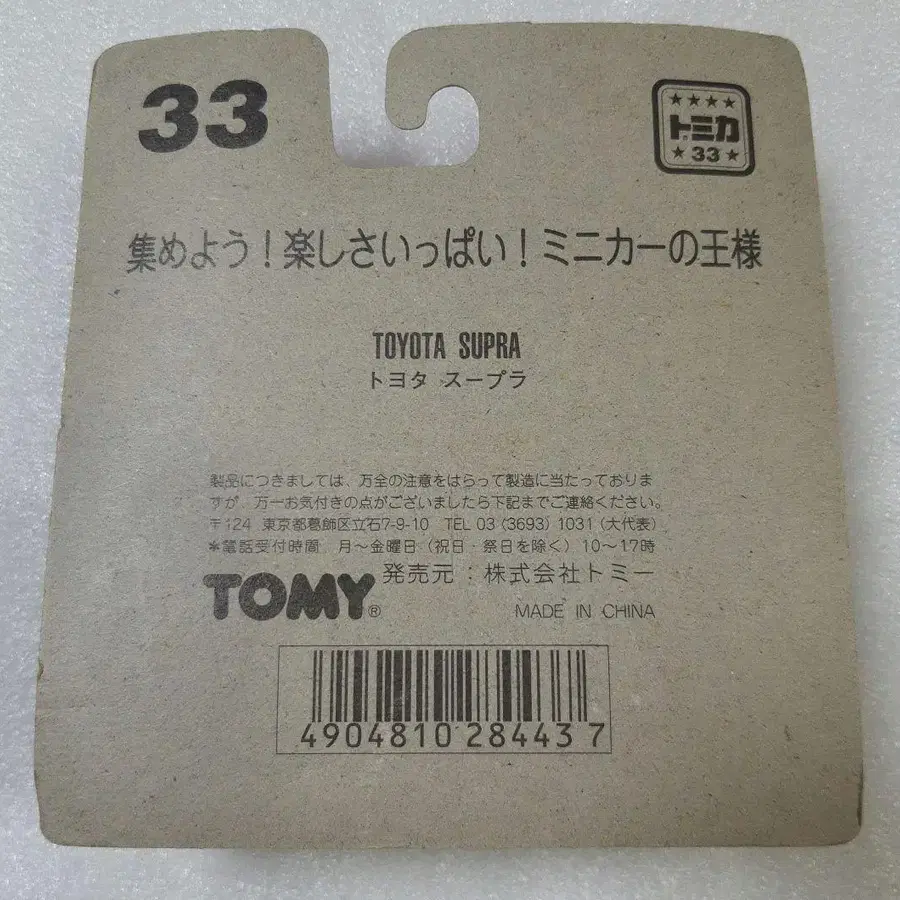 33
★★★★
トミカ
★33★
集めよう！楽しさいっぱい！ミニカーの王様
TOYOTA SUPRA
トヨタ スープラ
製品につきましては、万全の注意をはらって製造に当たっておりま
すが、万一お気付きの点がございましたら下記までご連絡ください。
〒124 東京都葛飾区立石7-9-10 TEL 03 (3693) 1031 (大代表)
＊電話受付時間 月〜金曜日 (祝日・祭日を除く) 10〜17時
TOMY® 発売元：株式会社トミー
MADE IN CHINA
4904810 28443 7